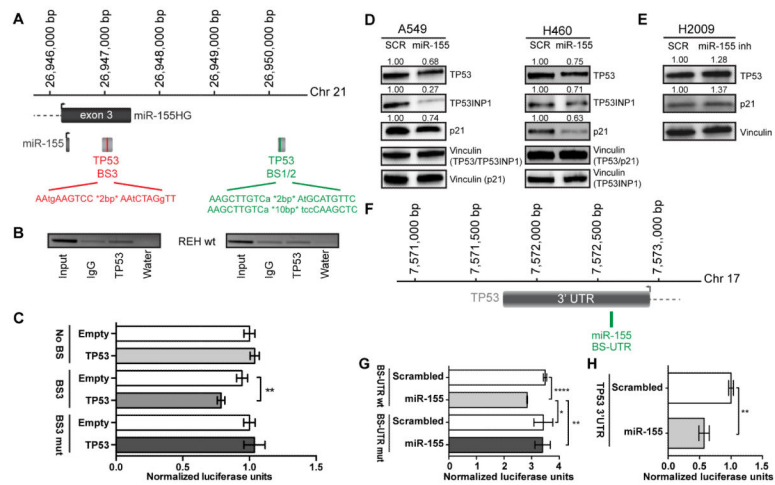 A
26,946,000 bp
26,947,000 bp
26,948,000 bp
26,949,000 bp
26,950,000 bp
Chr 21
exon 3
miR-155HG
miR-155
TP53
BS3
TP53
BS1/2
AAtgAAGTCC *2bp* AAtCTAGgTT
AAGCTTGTCa *2bp* AtGCATGTTC
AAGCTTGTCa *10bp* tccCAAGCTC
B
REH wt
Input
IgG
TP53
Water
Input
IgG
TP53
Water
C
No BS
Empty
TP53
BS3
Empty
TP53
**
BS3 mut
Empty
TP53
0.0
0.5
1.0
1.5
Normalized luciferase units
D
A549
SCR miR-155
1.00 0.68
TP53
1.00 0.27
TP53INP1
1.00 0.74
p21
Vinculin
(TP53/TP53INP1)
Vinculin (p21)
H460
SCR miR-155
1.00 0.75
TP53
1.00 0.71
TP53INP1
1.00 0.63
p21
Vinculin
(TP53/p21)
Vinculin
(TP53INP1)
E
H2009
SCR miR-155 inh
1.00 1.28
TP53
1.00 1.37
p21
Vinculin
F
7,571,000 bp
7,571,500 bp
7,572,000 bp
7,572,500 bp
7,573,000 bp
Chr 17
TP53
3' UTR
miR-155
BS-UTR
G
BS-UTR wt
Scrambled
miR-155
BS-UTR mut
Scrambled
miR-155
****
*
**
0
1
2
3
4
Normalized luciferase units
H
TP53 3'UTR
Scrambled
miR-155
**
0.0
0.5
1.0
1.5
Normalized luciferase units